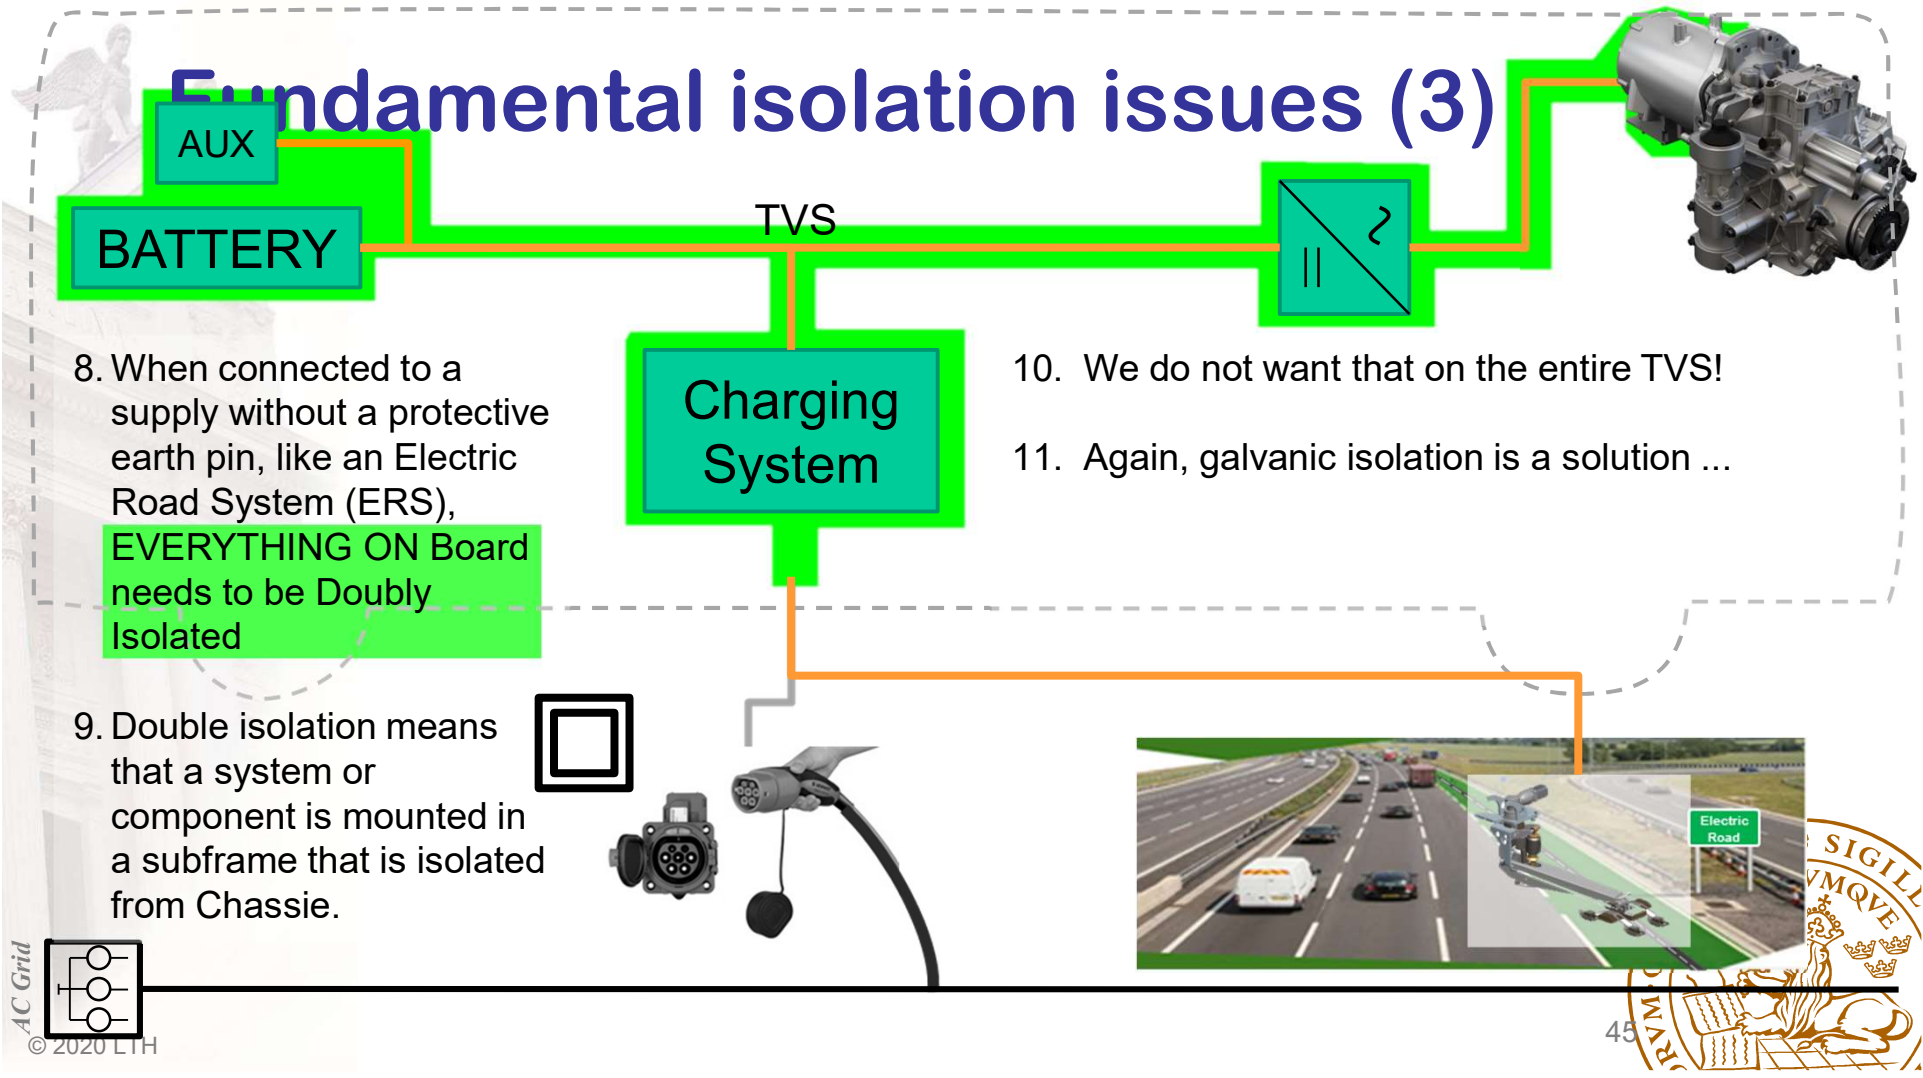 Fundamental isolation issues (3)
AUX
BATTERY
TVS
Charging
System
8. When connected to a
supply without a protective
earth pin, like an Electric
Road System (ERS),
EVERYTHING ON Board
needs to be Doubly
Isolated
9. Double isolation means
that a system or
component is mounted in
a subframe that is isolated
from Chassie.
10. We do not want that on the entire TVS!
11. Again, galvanic isolation is a solution ...
Electric
Road
AC Grid
© 2020 LTH
45